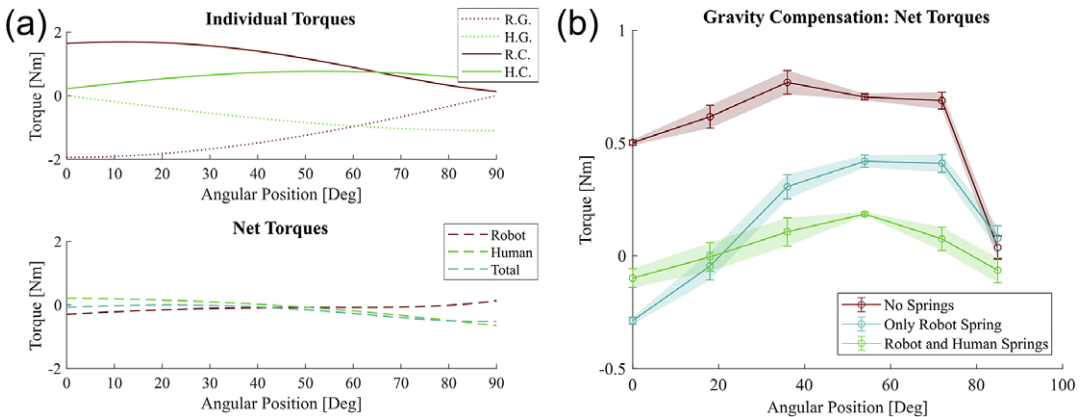 (a)
Individual Torques
Torque [Nm]
2
0
-2
0 10 20 30 40 50 60 70 80 90
Angular Position [Deg]
R.G.
H.G.
R.C.
H.C.
Net Torques
Torque [Nm]
2
0
-2
0 10 20 30 40 50 60 70 80 90
Angular Position [Deg]
Robot
Human
Total
(b)
Gravity Compensation: Net Torques
Torque [Nm]
1
0.5
0
-0.5
0 20 40 60 80 100
Angular Position [Deg]
No Springs
Only Robot Spring
Robot and Human Springs